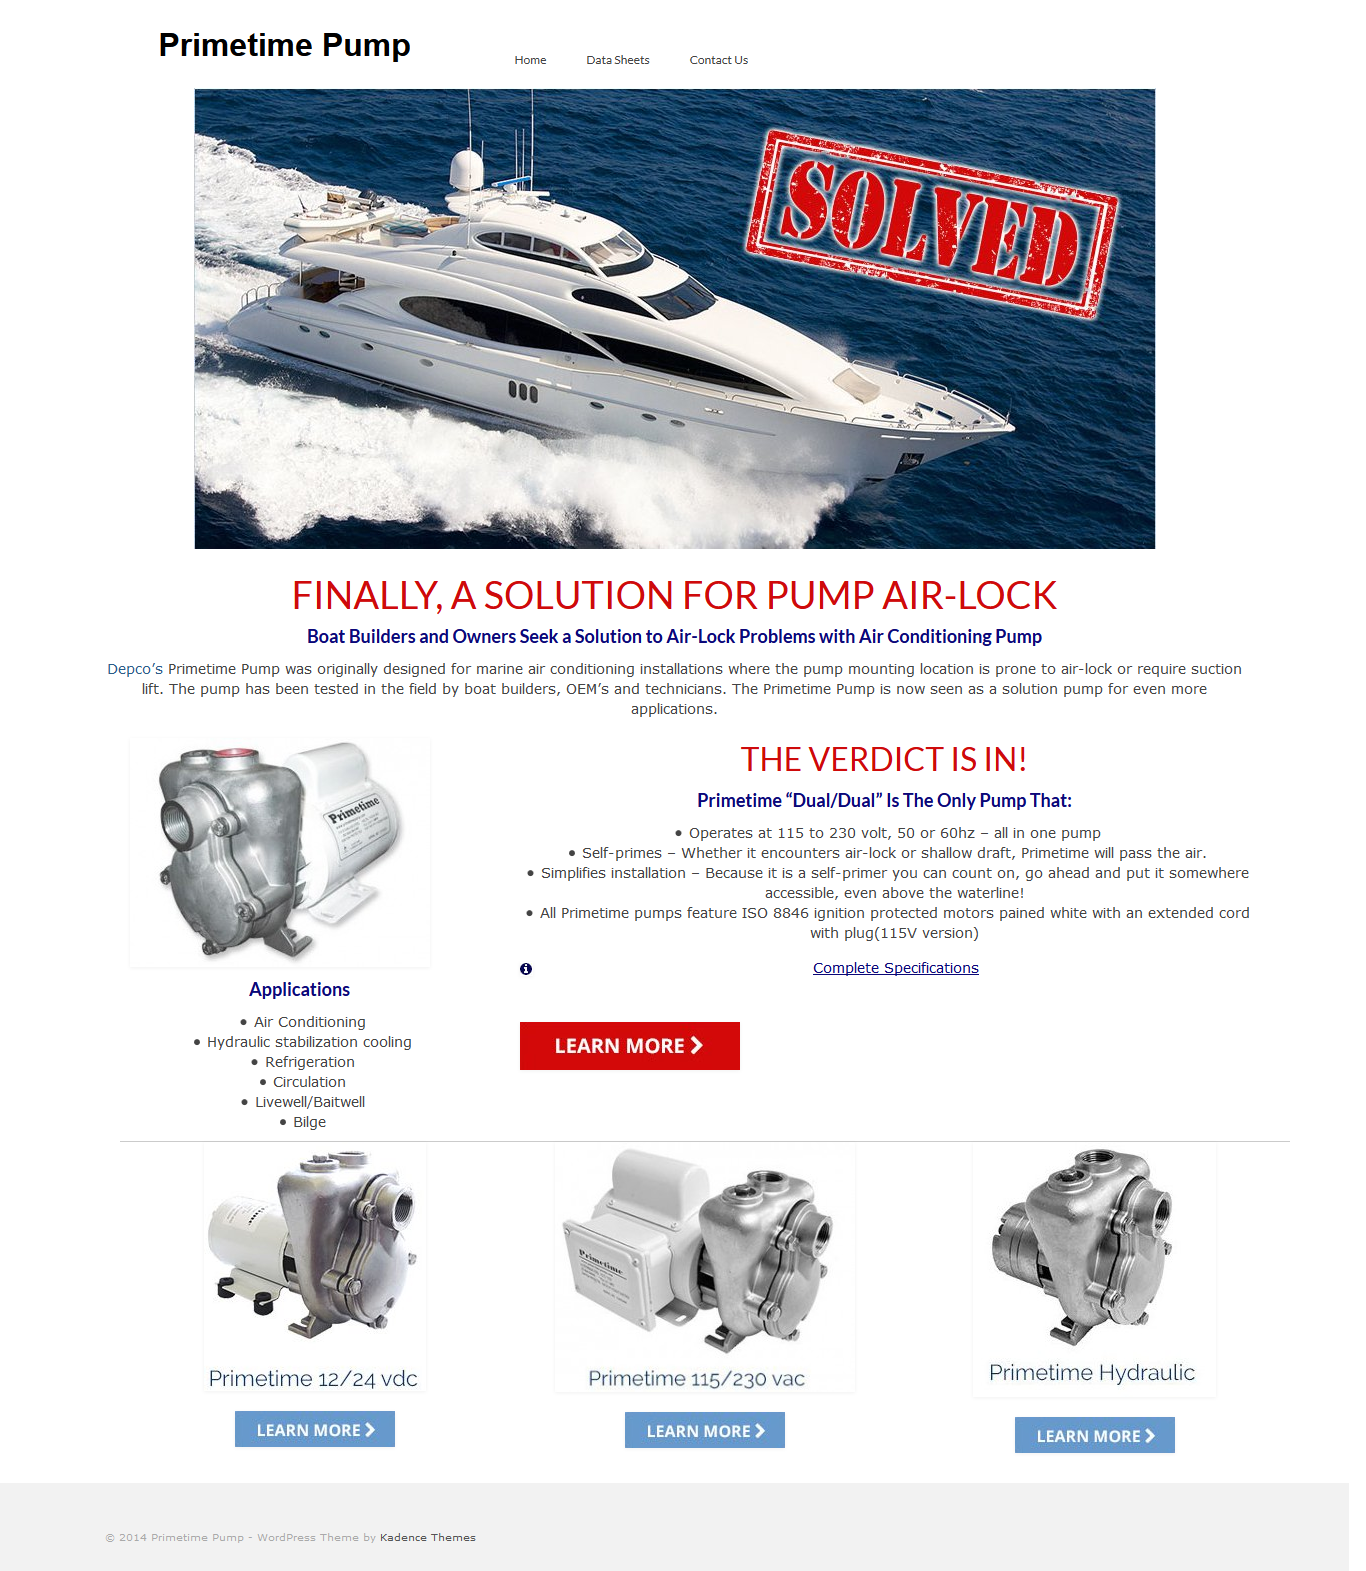 Primetime Pump
Home
Data Sheets
Contact Us
SOLVED
FINALLY, A SOLUTION FOR PUMP AIR-LOCK
Boat Builders and Owners Seek a Solution to Air-Lock Problems with Air Conditioning Pump
Depco’s Primetime Pump was originally designed for marine air conditioning installations where the pump mounting location is prone to air-lock or require suction
lift. The pump has been tested in the field by boat builders, OEM’s and technicians. The Primetime Pump is now seen as a solution pump for even more
applications.
Primetime
Applications
• Air Conditioning
• Hydraulic stabilization cooling
• Refrigeration
• Circulation
• Livewell/Baitwell
• Bilge
THE VERDICT IS IN!
Primetime “Dual/Dual” Is The Only Pump That:
• Operates at 115 to 230 volt, 50 or 60hz – all in one pump
• Self-primes – Whether it encounters air-lock or shallow draft, Primetime will pass the air.
• Simplifies installation – Because it is a self-primer you can count on, go ahead and put it somewhere
accessible, even above the waterline!
• All Primetime pumps feature ISO 8846 ignition protected motors pained white with an extended cord
with plug(115V version)
Complete Specifications
LEARN MORE
Primetime 12/24 vdc
LEARN MORE
Primetime
Primetime 115/230 vac
LEARN MORE
Primetime Hydraulic
LEARN MORE
© 2014 Primetime Pump - WordPress Theme by Kadence Themes